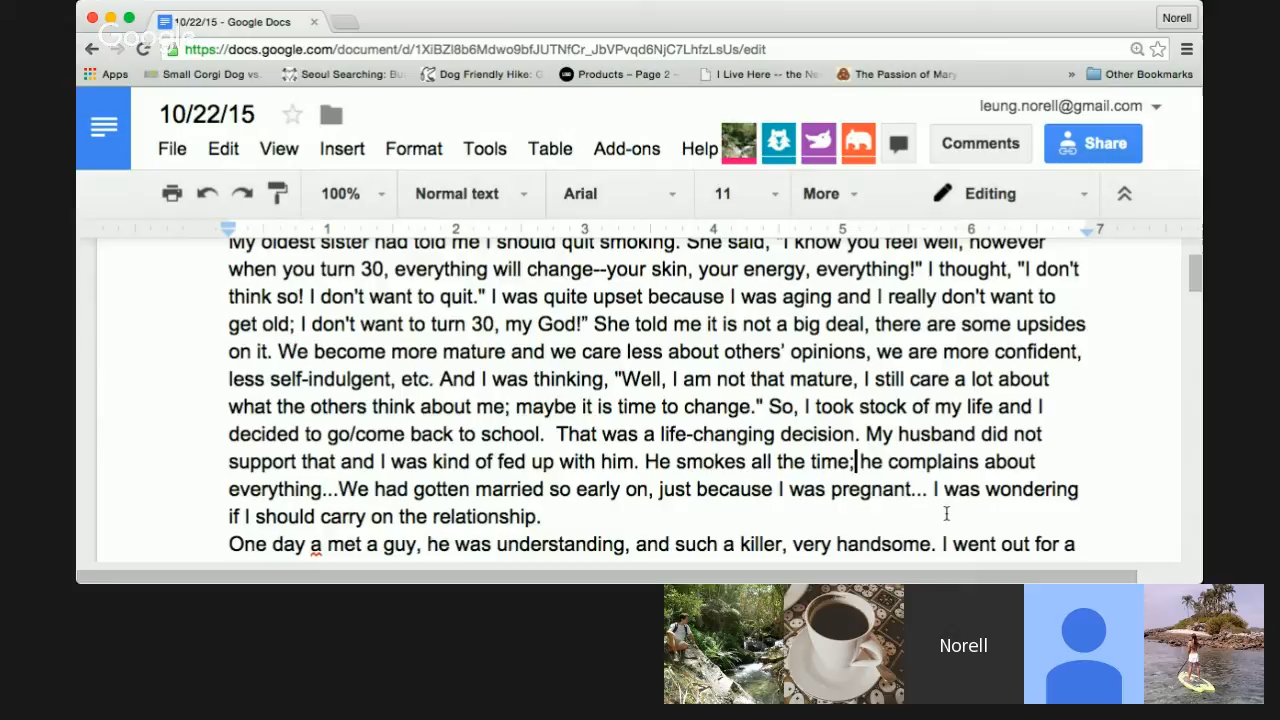 10/22/15 - Google Docs
Norell
Google
https://docs.google.com/document/d/1XiBZI8b6Mdwo9bfJUTNfCr_JbVPvqd6NjC7LhfzLsUs/edit
Apps Small Corgi Dog vs. Seoul Searching: Bu Dog Friendly Hike: G Products – Page 2 – I Live Here -- the Ne The Passion of Mary » Other Bookmarks
10/22/15
leung.norell@gmail.com
File Edit View Insert Format Tools Table Add-ons Help
Comments
Share
100% Normal text Arial 11 More Editing
1 2 3 4 5 6 7
My oldest sister had told me I should quit smoking. She said, "I know you feel well, however
when you turn 30, everything will change--your skin, your energy, everything!" I thought, "I don't
think so! I don't want to quit." I was quite upset because I was aging and I really don't want to
get old; I don't want to turn 30, my God!" She told me it is not a big deal, there are some upsides
on it. We become more mature and we care less about others' opinions, we are more confident,
less self-indulgent, etc. And I was thinking, "Well, I am not that mature, I still care a lot about
what the others think about me; maybe it is time to change." So, I took stock of my life and I
decided to go/come back to school.  That was a life-changing decision. My husband did not
support that and I was kind of fed up with him. He smokes all the time; he complains about
everything...We had gotten married so early on, just because I was pregnant... I was wondering
if I should carry on the relationship.
One day a met a guy, he was understanding, and such a killer, very handsome. I went out for a
Norell